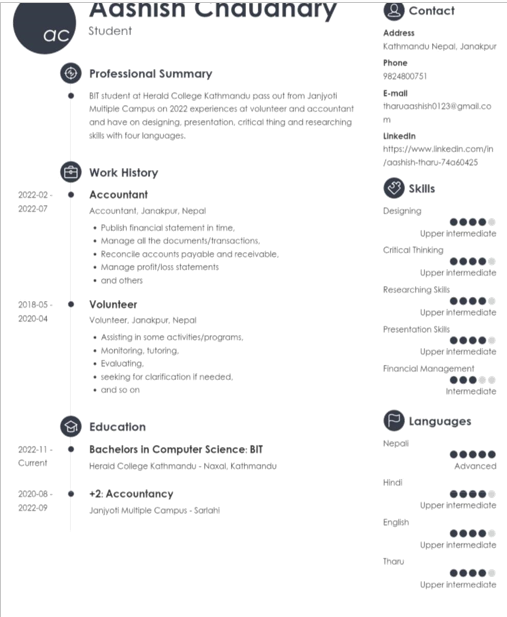 ac
Aashish Chaudhary
Student
Professional Summary
BIT student at Herald College Kathmandu pass out from Janjyoti
Multiple Campus on 2022 experiences at volunteer and accountant
and have on designing, presentation, critical thing and researching
skills with four languages.
Work History
2022-02 -
2022-07
Accountant
Accountant, Janakpur, Nepal
• Publish financial statement in time,
• Manage all the documents/transactions,
• Reconcile accounts payable and receivable,
• Manage profit/loss statements
• and others
2018-05 -
2020-04
Volunteer
Volunteer, Janakpur, Nepal
• Assisting in some activities/programs,
• Monitoring, tutoring,
• Evaluating,
• seeking for clarification if needed,
• and so on
Education
2022-11 -
Current
Bachelors in Computer Science: BIT
Herald College Kathmandu - Naxal, Kathmandu
2020-08 -
2022-09
+2: Accountancy
Janjyoti Multiple Campus - Sarlahi
Contact
Address
Kathmandu Nepal, Janakpur
Phone
9824800751
E-mail
tharuaashish0123@gmail.co
m
LinkedIn
https://www.linkedin.com/in
/aashish-tharu-74a60425
Skills
Designing
Upper intermediate
Critical Thinking
Upper intermediate
Researching Skills
Upper intermediate
Presentation Skills
Upper intermediate
Financial Management
Intermediate
Languages
Nepali
Advanced
Hindi
Upper intermediate
English
Upper intermediate
Tharu
Upper intermediate